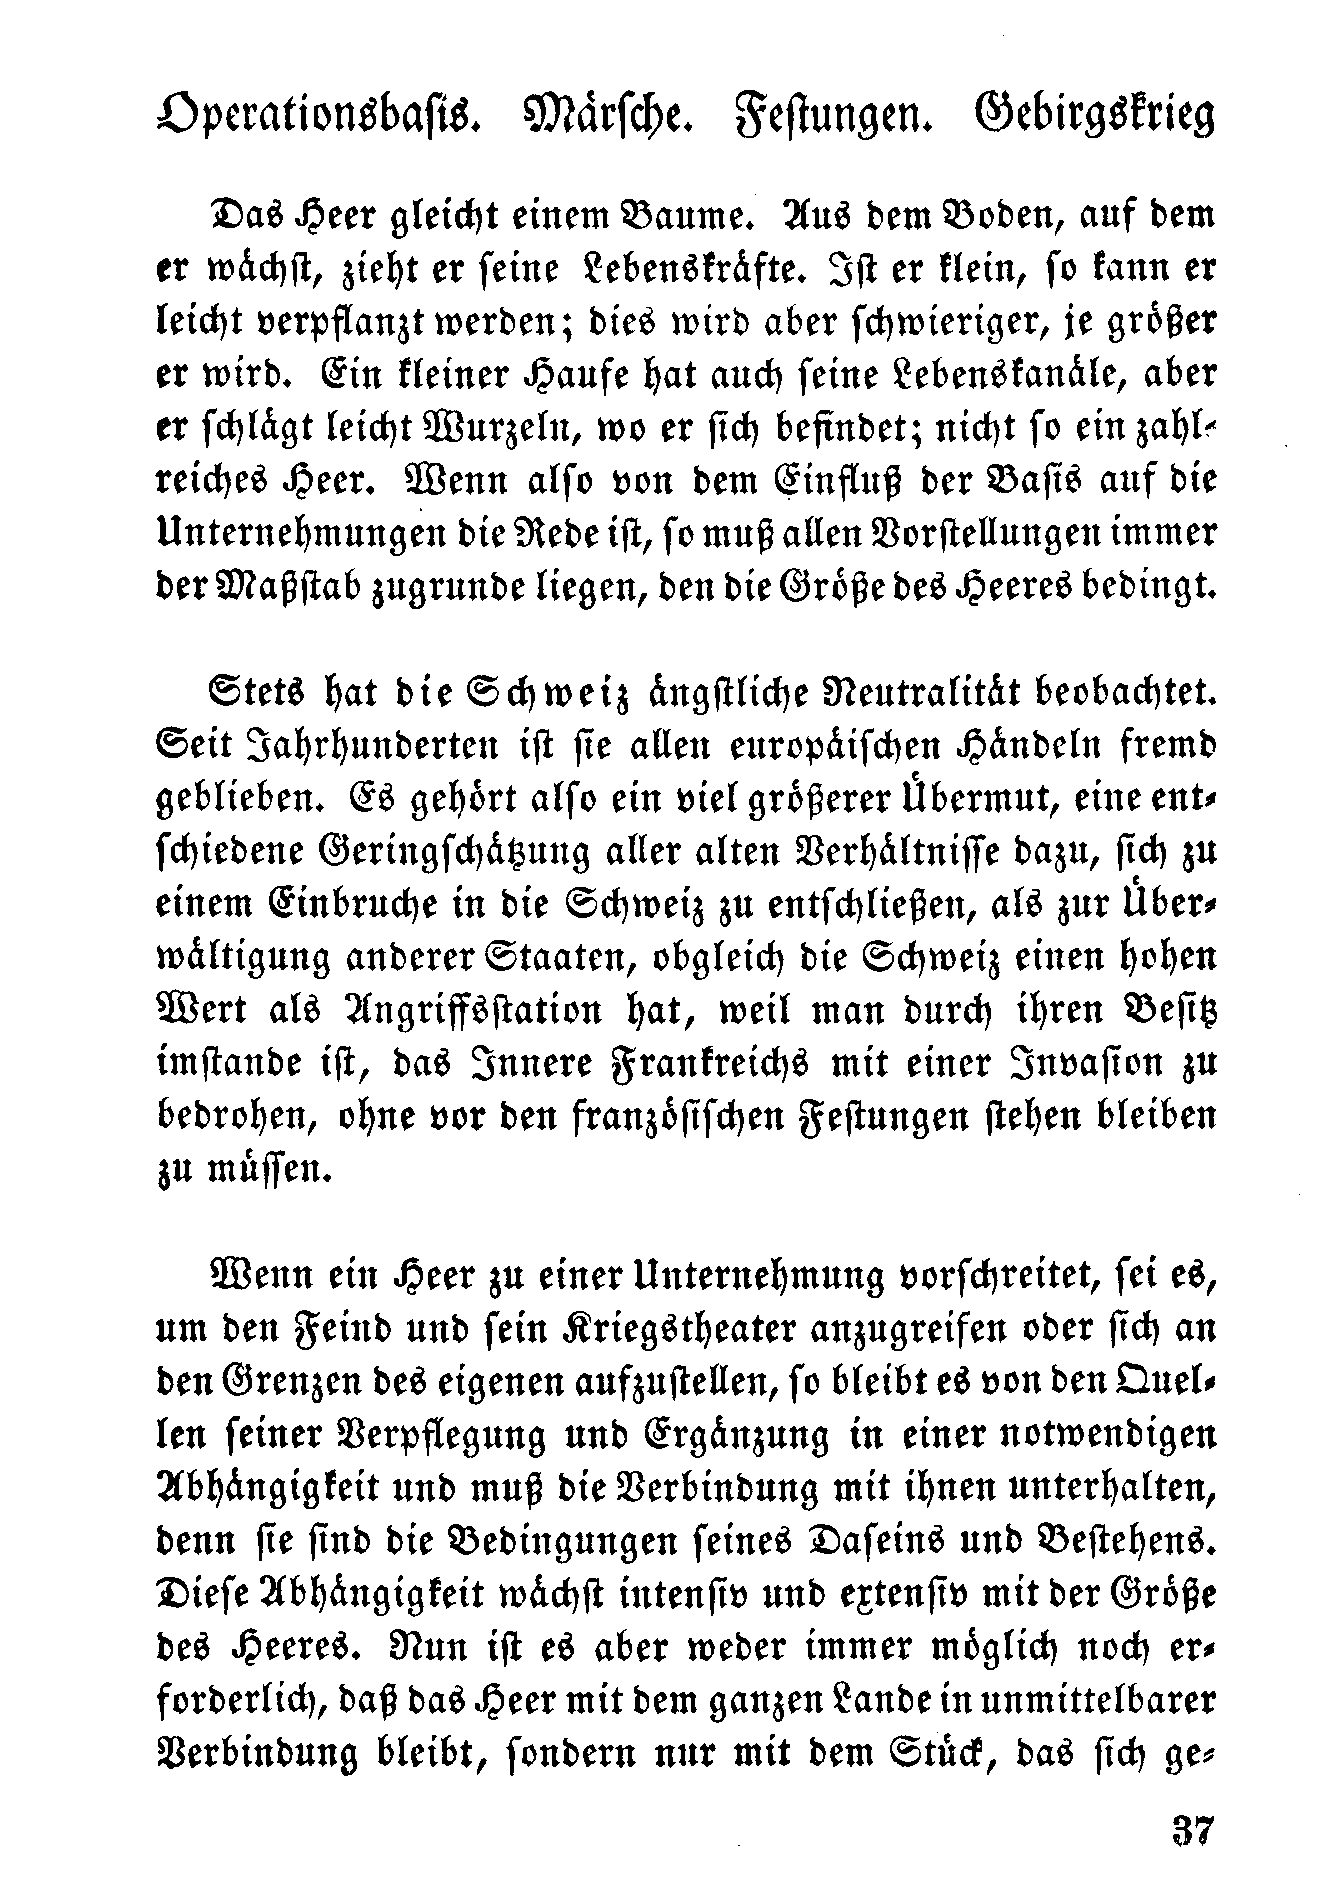 Operationsbasis. Märsche. Festungen. Gebirgskrieg
Das Heer gleicht einem Baume. Aus dem Boden, auf dem
er wächst, zieht er seine Lebenskräfte. Ist er klein, so kann er
leicht verpflanzt werden; dies wird aber schwieriger, je größer
er wird. Ein kleiner Haufe hat auch seine Lebenskanäle, aber
er schlägt leicht Wurzeln, wo er sich befindet; nicht so ein zahl-
reiches Heer. Wenn also von dem Einfluß der Basis auf die
Unternehmungen die Rede ist, so muß allen Vorstellungen immer
der Maßstab zugrunde liegen, den die Größe des Heeres bedingt.
Stets hat die Schweiz ängstliche Neutralität beobachtet.
Seit Jahrhunderten ist sie allen europäischen Händeln fremd
geblieben. Es gehört also ein viel größerer Übermut, eine ent-
schiedene Geringschätzung aller alten Verhältnisse dazu, sich zu
einem Einbruche in die Schweiz zu entschließen, als zur Über-
wältigung anderer Staaten, obgleich die Schweiz einen hohen
Wert als Angriffsstation hat, weil man durch ihren Besitz
imstande ist, das Innere Frankreichs mit einer Invasion zu
bedrohen, ohne vor den französischen Festungen stehen bleiben
zu müssen.
Wenn ein Heer zu einer Unternehmung vorschreitet, sei es,
um den Feind und sein Kriegstheater anzugreifen oder sich an
den Grenzen des eigenen aufzustellen, so bleibt es von den Quel-
len seiner Verpflegung und Ergänzung in einer notwendigen
Abhängigkeit und muß die Verbindung mit ihnen unterhalten,
denn sie sind die Bedingungen seines Daseins und Bestehens.
Diese Abhängigkeit wächst intensiv und extensiv mit der Größe
des Heeres. Nun ist es aber weder immer möglich noch er-
forderlich, daß das Heer mit dem ganzen Lande in unmittelbarer
Verbindung bleibt, sondern nur mit dem Stück, das sich ge-
37